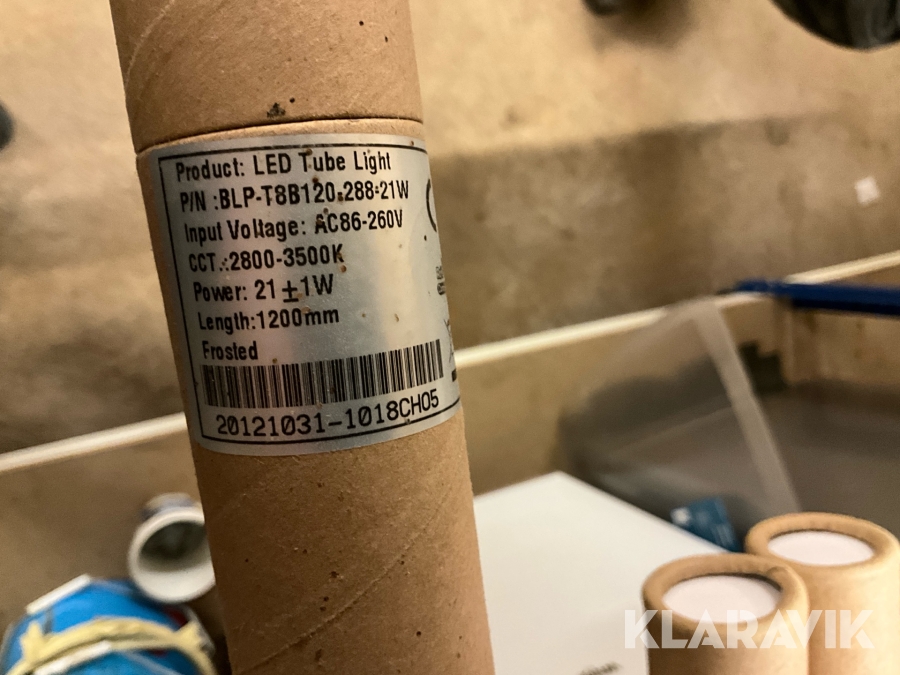 Product: LED Tube Light
P/N :BLP-T8B120-288-21W
Input Voltage: AC86-260V
CCT.:2800-3500K
Power: 21±1W
Length:1200mm
Frosted
20121031-1018CH05
KLARAVIK